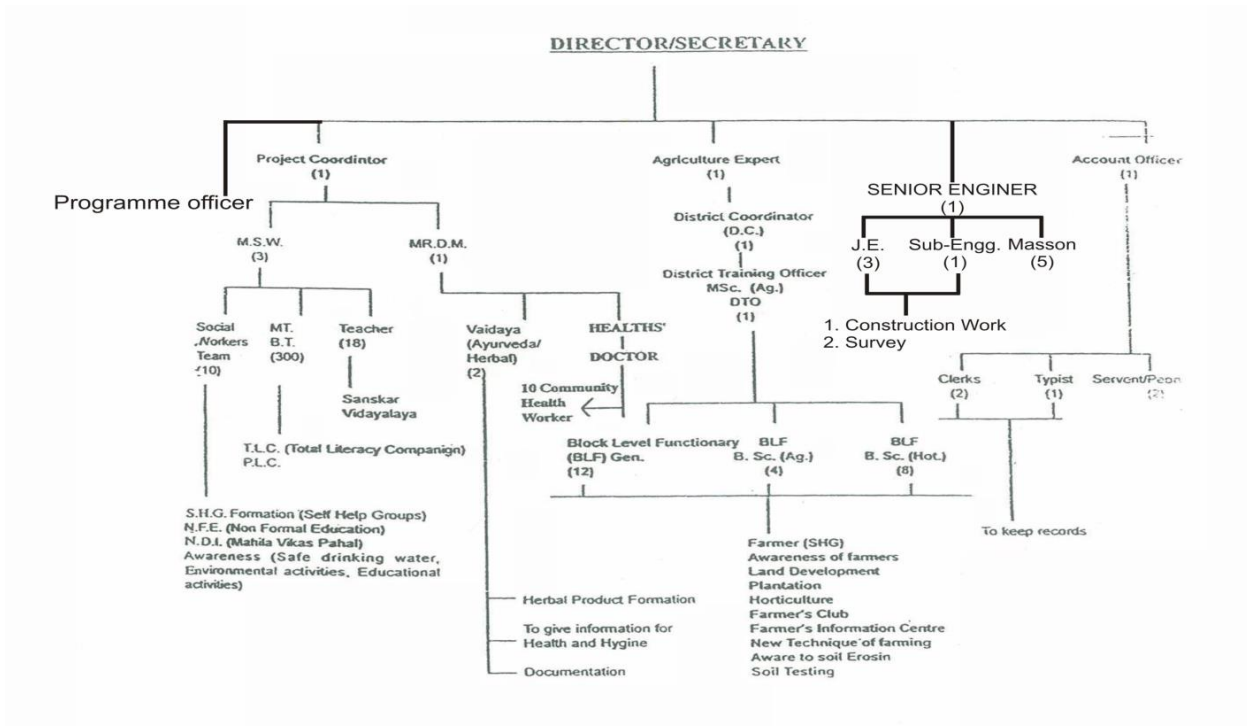 DIRECTOR/SECRETARY
Project Coordintor
(1)
Agriculture Expert
(1)
Account Officer
(1)
Programme officer
SENIOR ENGINER
(1)
M.S.W.
(3)
MR.D.M.
(1)
District Coordinator
(D.C.)
(1)
District Training Officer
MSc. (Ag.)
DTO
(1)
J.E.
(3)
Sub-Engg.
(1)
Masson
(5)
1. Construction Work
2. Survey
Social
Workers
Team
(10)
MT.
B.T.
(300)
Teacher
(18)
Sanskar
Vidayalaya
Vaidaya
(Ayurveda/
Herbal)
(2)
HEALTHS'
DOCTOR
10 Community
Health
Worker
Clerks
(2)
Typist
(1)
Servent/Peon
(2)
T.L.C. (Total Literacy Companign)
P.L.C.
Block Level Functionary
(BLF) Gen.
(12)
BLF
B. Sc. (Ag.)
(4)
BLF
B. Sc. (Hot.)
(8)
To keep records
S.H.G. Formation (Self Help Groups)
N.F.E. (Non Formal Education)
N.D.I. (Mahila Vikas Pahal)
Awareness (Safe drinking water,
Environmental activities, Educational
activities)
Herbal Product Formation
To give information for
Health and Hygine
Documentation
Farmer (SHG)
Awareness of farmers
Land Development
Plantation
Horticulture
Farmer's Club
Farmer's Information Centre
New Technique of farming
Aware to soil Erosin
Soil Testing